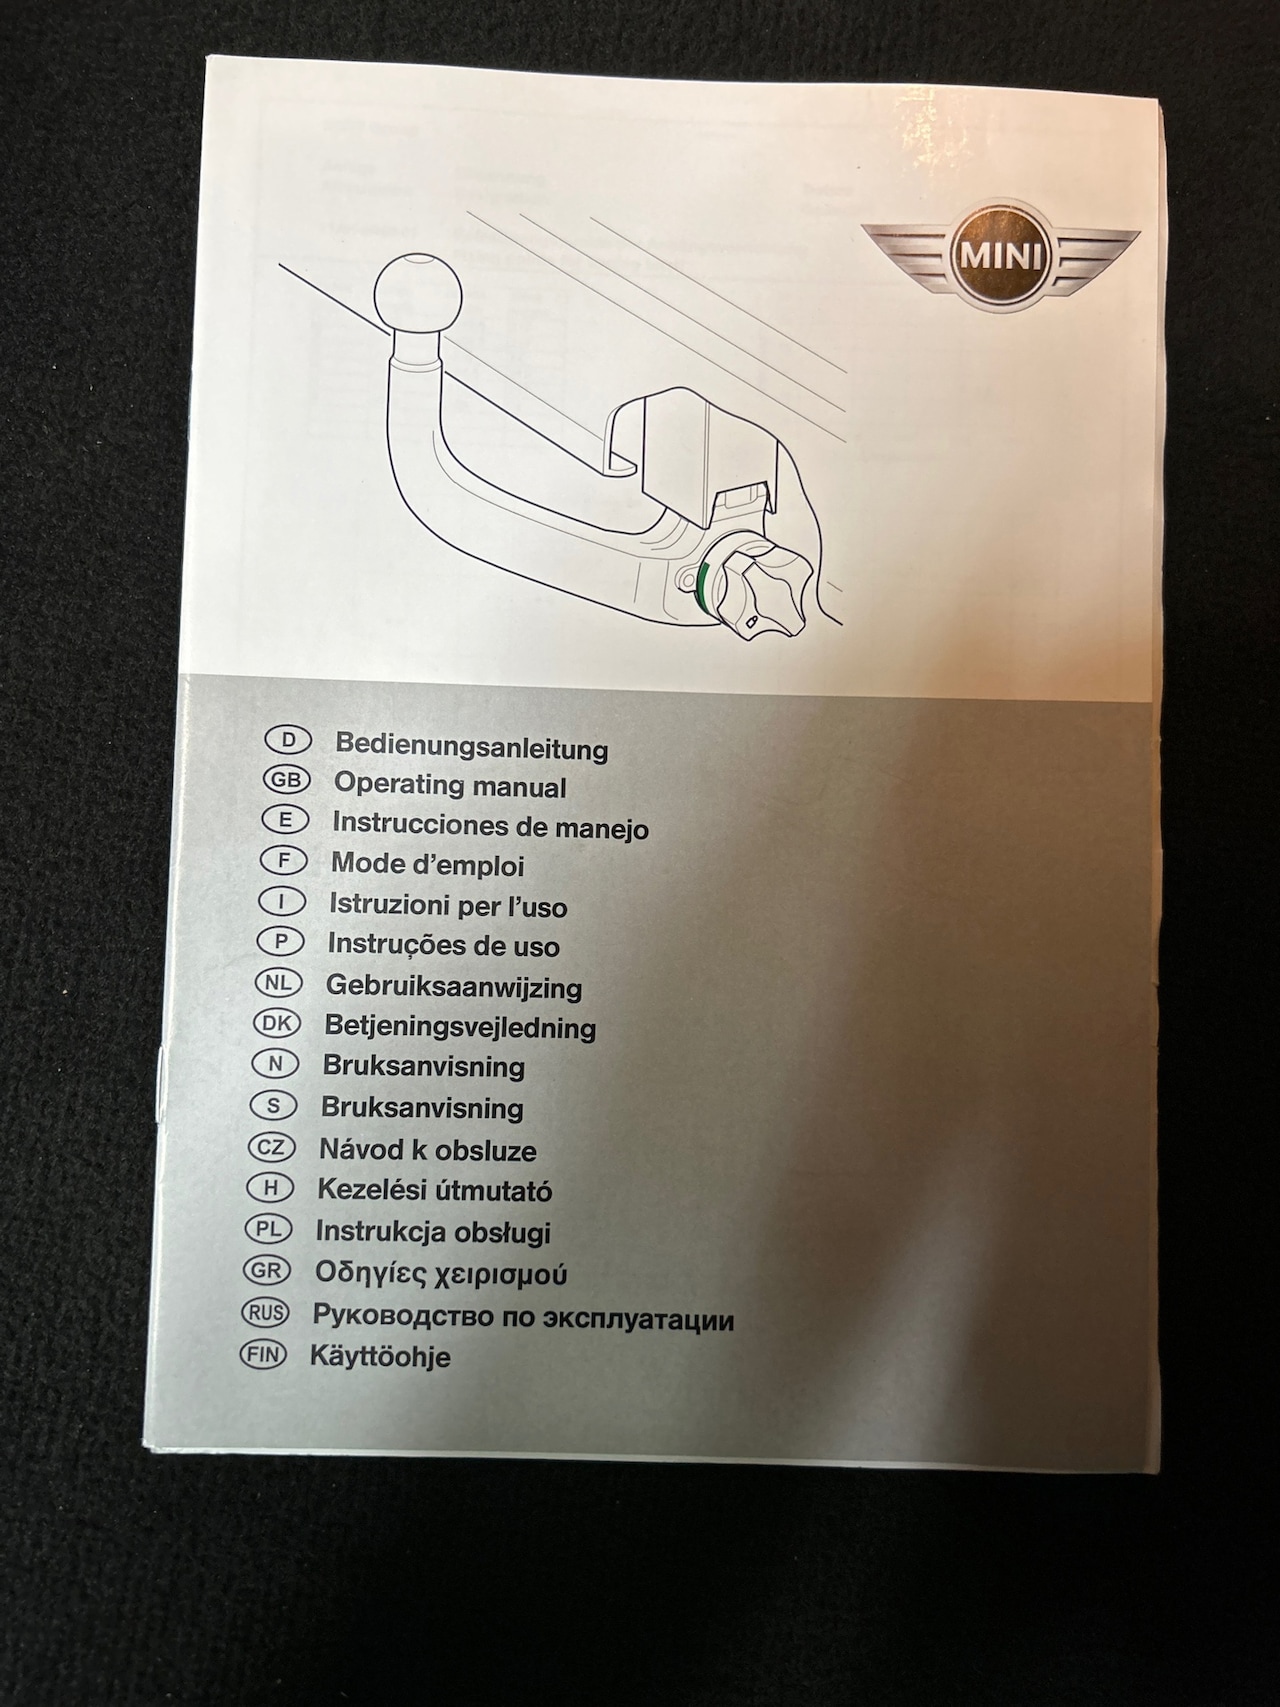 MINI
D Bedienungsanleitung
GB Operating manual
E Instrucciones de manejo
F Mode d'emploi
I Istruzioni per l'uso
P Instruções de uso
NL Gebruiksaanwijzing
DK Betjeningsvejledning
N Bruksanvisning
S Bruksanvisning
CZ Návod k obsluze
H Kezelési útmutató
PL Instrukcja obsługi
GR Οδηγίες χειρισμού
RUS Руководство по эксплуатации
FIN Käyttöohje